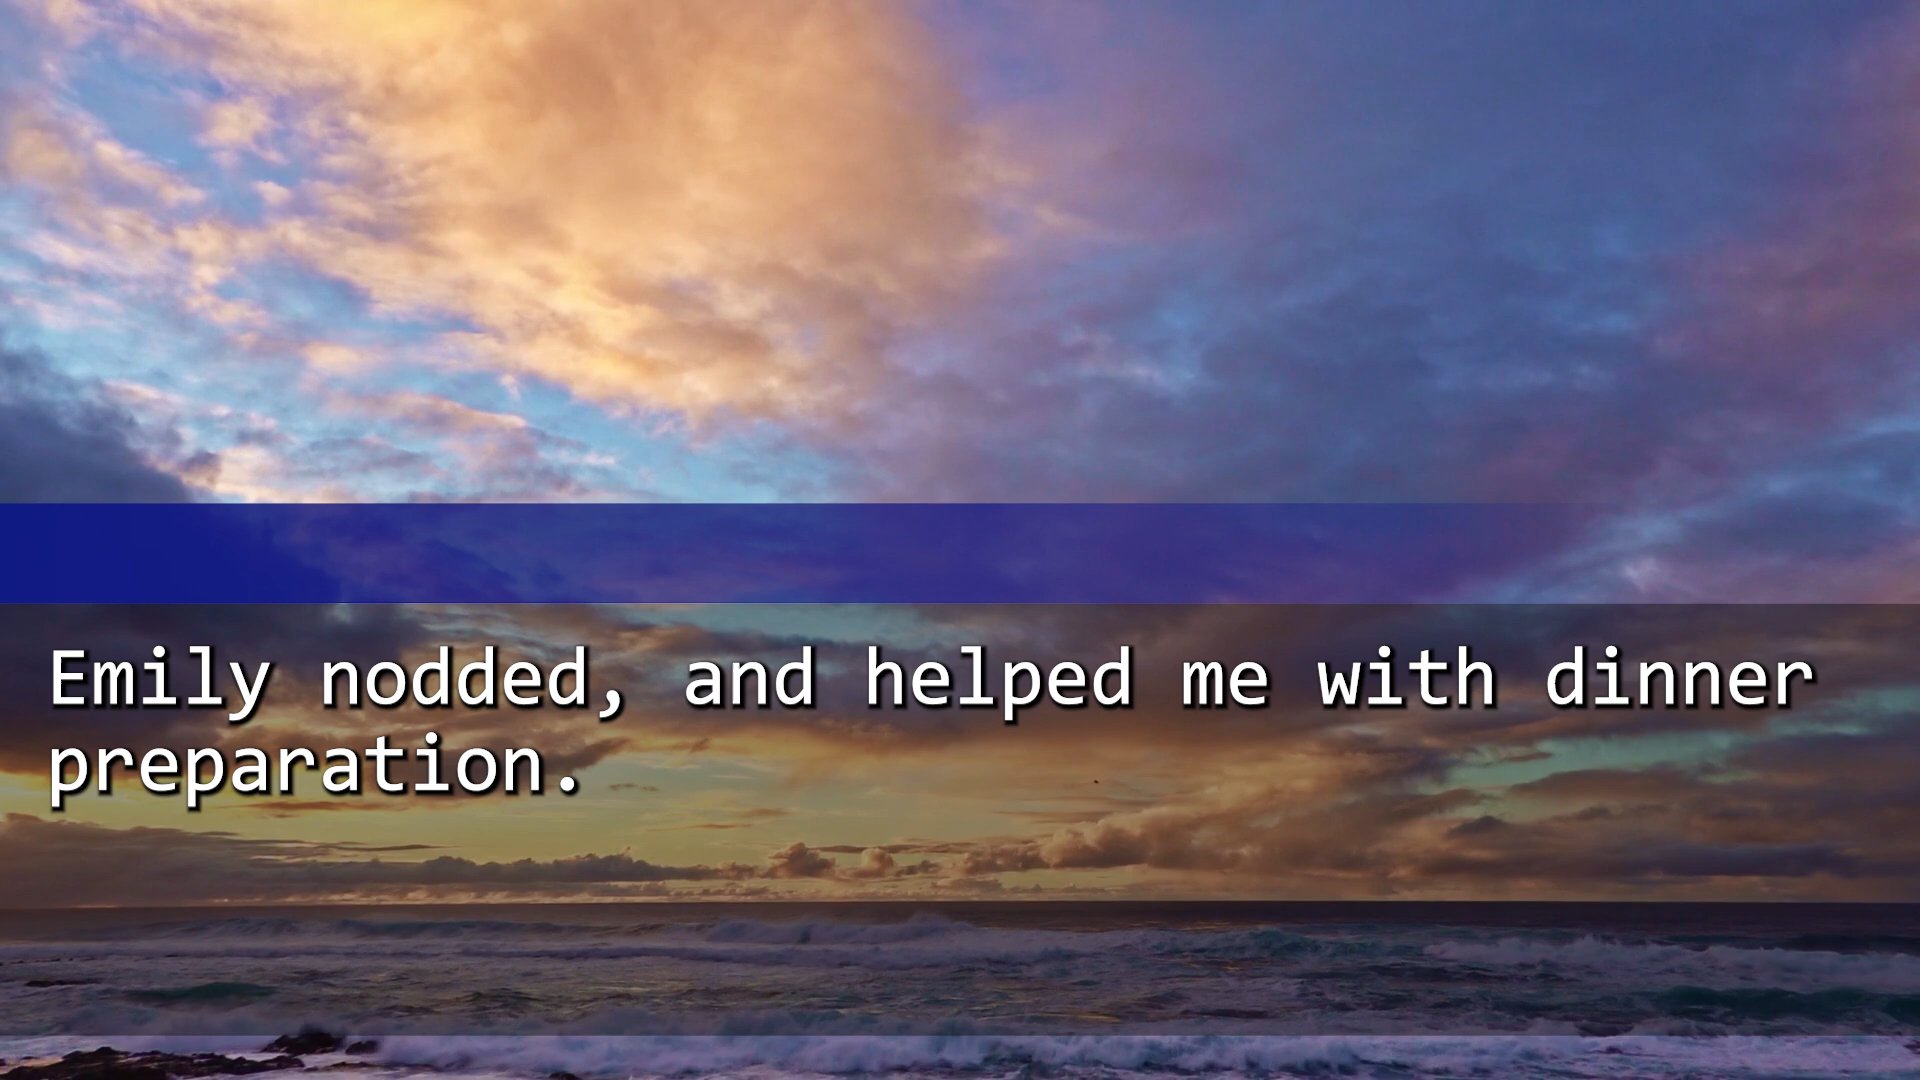 Emily nodded, and helped me with dinner
preparation.